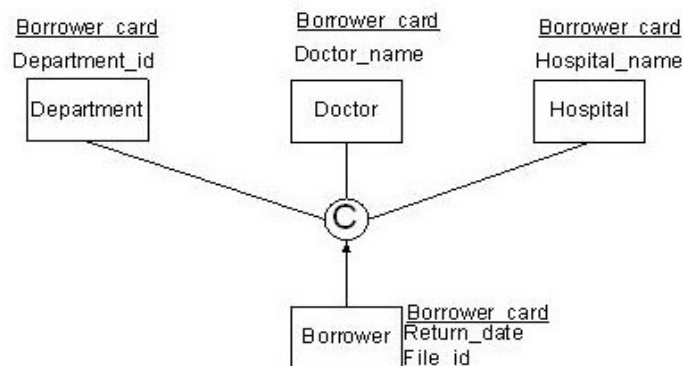 Borrower_card
Department_id
Department
Borrower_card
Doctor_name
Doctor
Borrower_card
Hospital_name
Hospital
C
Borrower
Borrower_card
Return_date
File_id